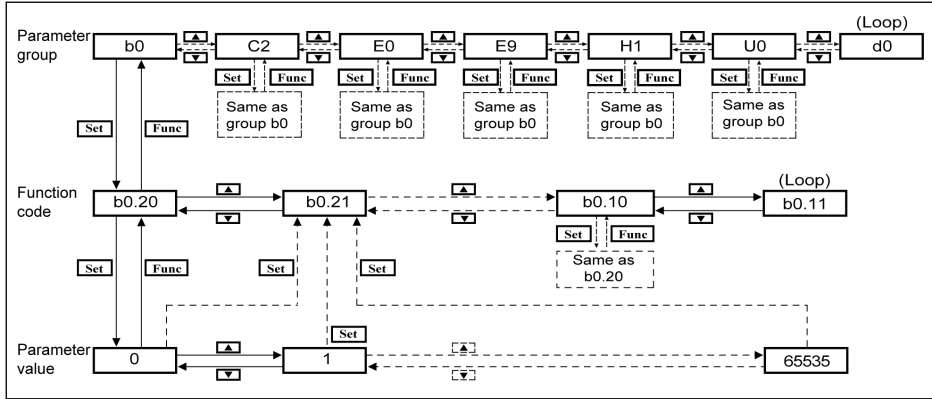 Parameter group
b0 ▲ ▼ C2 ▲ ▼ E0 ▲ ▼ E9 ▲ ▼ H1 ▲ ▼ U0 ▲ ▼ (Loop) d0
Set Func Set Func Set Func Set Func Set Func
Same as group b0
Same as group b0
Same as group b0
Same as group b0
Same as group b0
Set Func
Function code
b0.20 ▲ ▼ b0.21 ▲ ▼ b0.10 ▲ ▼ (Loop) b0.11
Set Func
Same as b0.20
Set Func Set Set
Set
Parameter value
0 ▲ ▼ 1 ▲ ▼ 65535